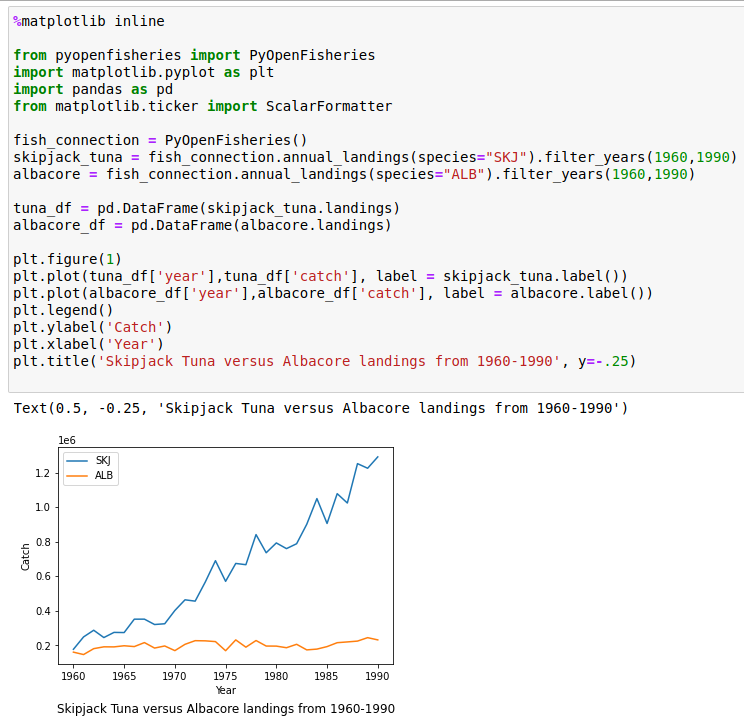 %matplotlib inline
from pyopenfisheries import PyOpenFisheries
import matplotlib.pyplot as plt
import pandas as pd
from matplotlib.ticker import ScalarFormatter
fish_connection = PyOpenFisheries()
skipjack_tuna = fish_connection.annual_landings(species="SKJ").filter_years(1960,1990)
albacore = fish_connection.annual_landings(species="ALB").filter_years(1960,1990)
tuna_df = pd.DataFrame(skipjack_tuna.landings)
albacore_df = pd.DataFrame(albacore.landings)
plt.figure(1)
plt.plot(tuna_df['year'],tuna_df['catch'], label = skipjack_tuna.label())
plt.plot(albacore_df['year'],albacore_df['catch'], label = albacore.label())
plt.legend()
plt.ylabel('Catch')
plt.xlabel('Year')
plt.title('Skipjack Tuna versus Albacore landings from 1960-1990', y=-.25)
Text(0.5, -0.25, 'Skipjack Tuna versus Albacore landings from 1960-1990')
1e6
SKJ
ALB
1.2
1.0
0.8
0.6
0.4
0.2
Catch
1960 1965 1970 1975 1980 1985 1990
Year
Skipjack Tuna versus Albacore landings from 1960-1990